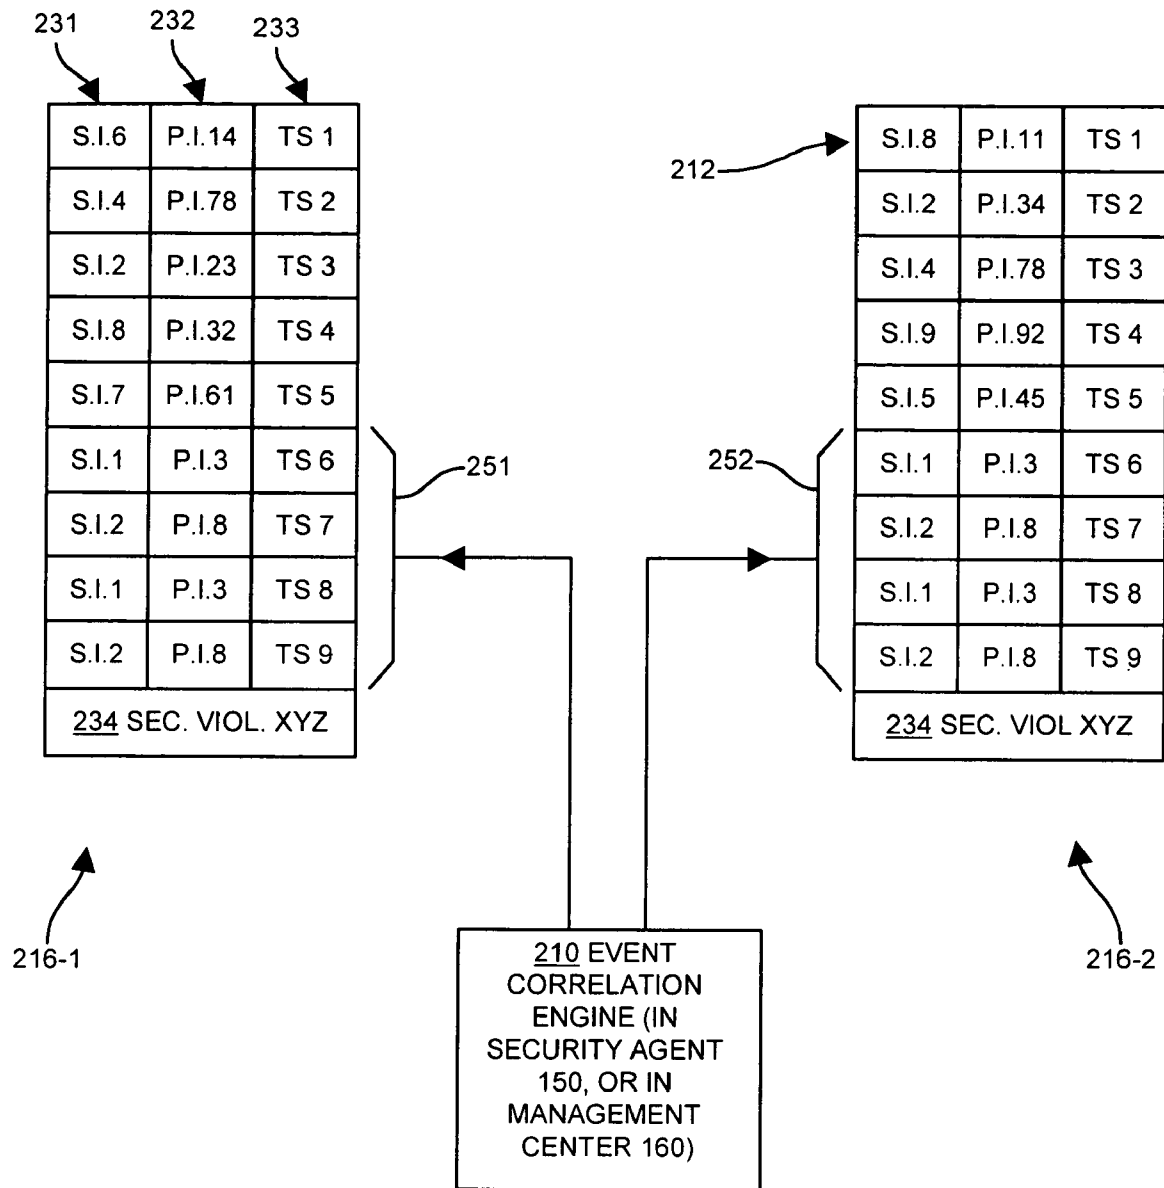 231 232 233
S.I.6 P.I.14 TS 1
S.I.4 P.I.78 TS 2
S.I.2 P.I.23 TS 3
S.I.8 P.I.32 TS 4
S.I.7 P.I.61 TS 5
S.I.1 P.I.3 TS 6
S.I.2 P.I.8 TS 7
S.I.1 P.I.3 TS 8
S.I.2 P.I.8 TS 9
234 SEC. VIOL. XYZ
251
216-1
212
S.I.8 P.I.11 TS 1
S.I.2 P.I.34 TS 2
S.I.4 P.I.78 TS 3
S.I.9 P.I.92 TS 4
S.I.5 P.I.45 TS 5
S.I.1 P.I.3 TS 6
S.I.2 P.I.8 TS 7
S.I.1 P.I.3 TS 8
S.I.2 P.I.8 TS 9
234 SEC. VIOL XYZ
252
216-2
210 EVENT
CORRELATION
ENGINE (IN
SECURITY AGENT
150, OR IN
MANAGEMENT
CENTER 160)